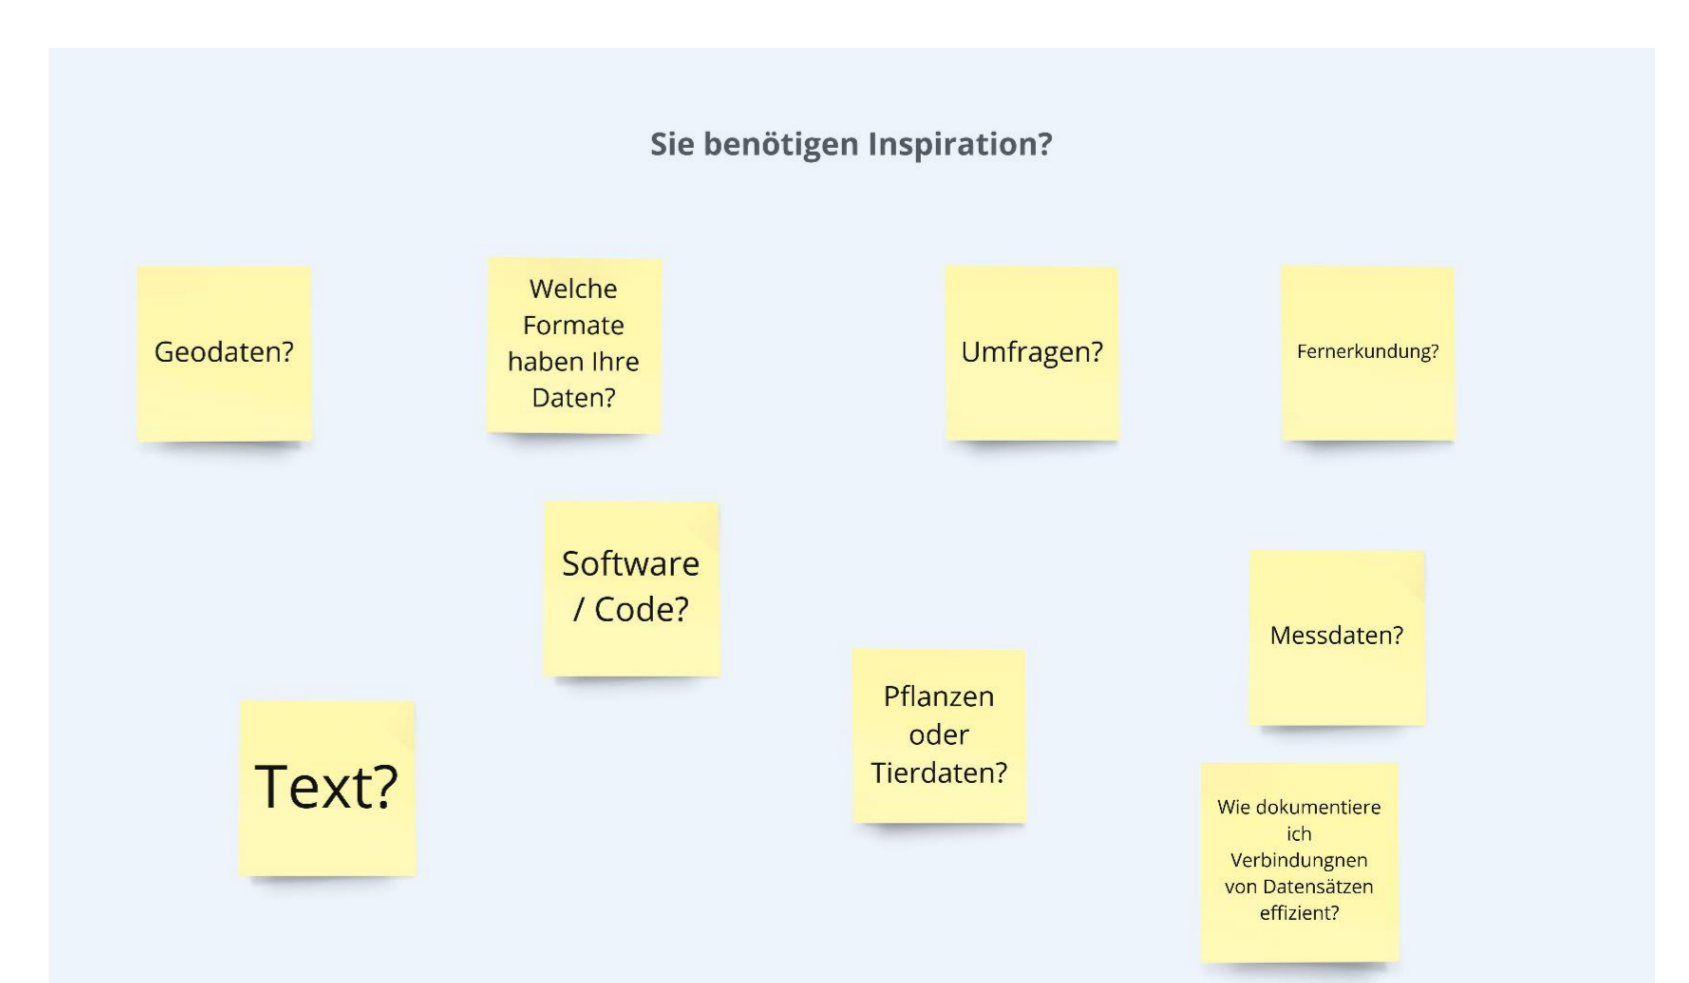 Sie benötigen Inspiration?
Geodaten?
Welche
Formate
haben Ihre
Daten?
Umfragen?
Fernerkundung?
Software
/ Code?
Messdaten?
Pflanzen
oder
Tierdaten?
Text?
Wie dokumentiere
ich
Verbindungnen
von Datensätzen
effizient?